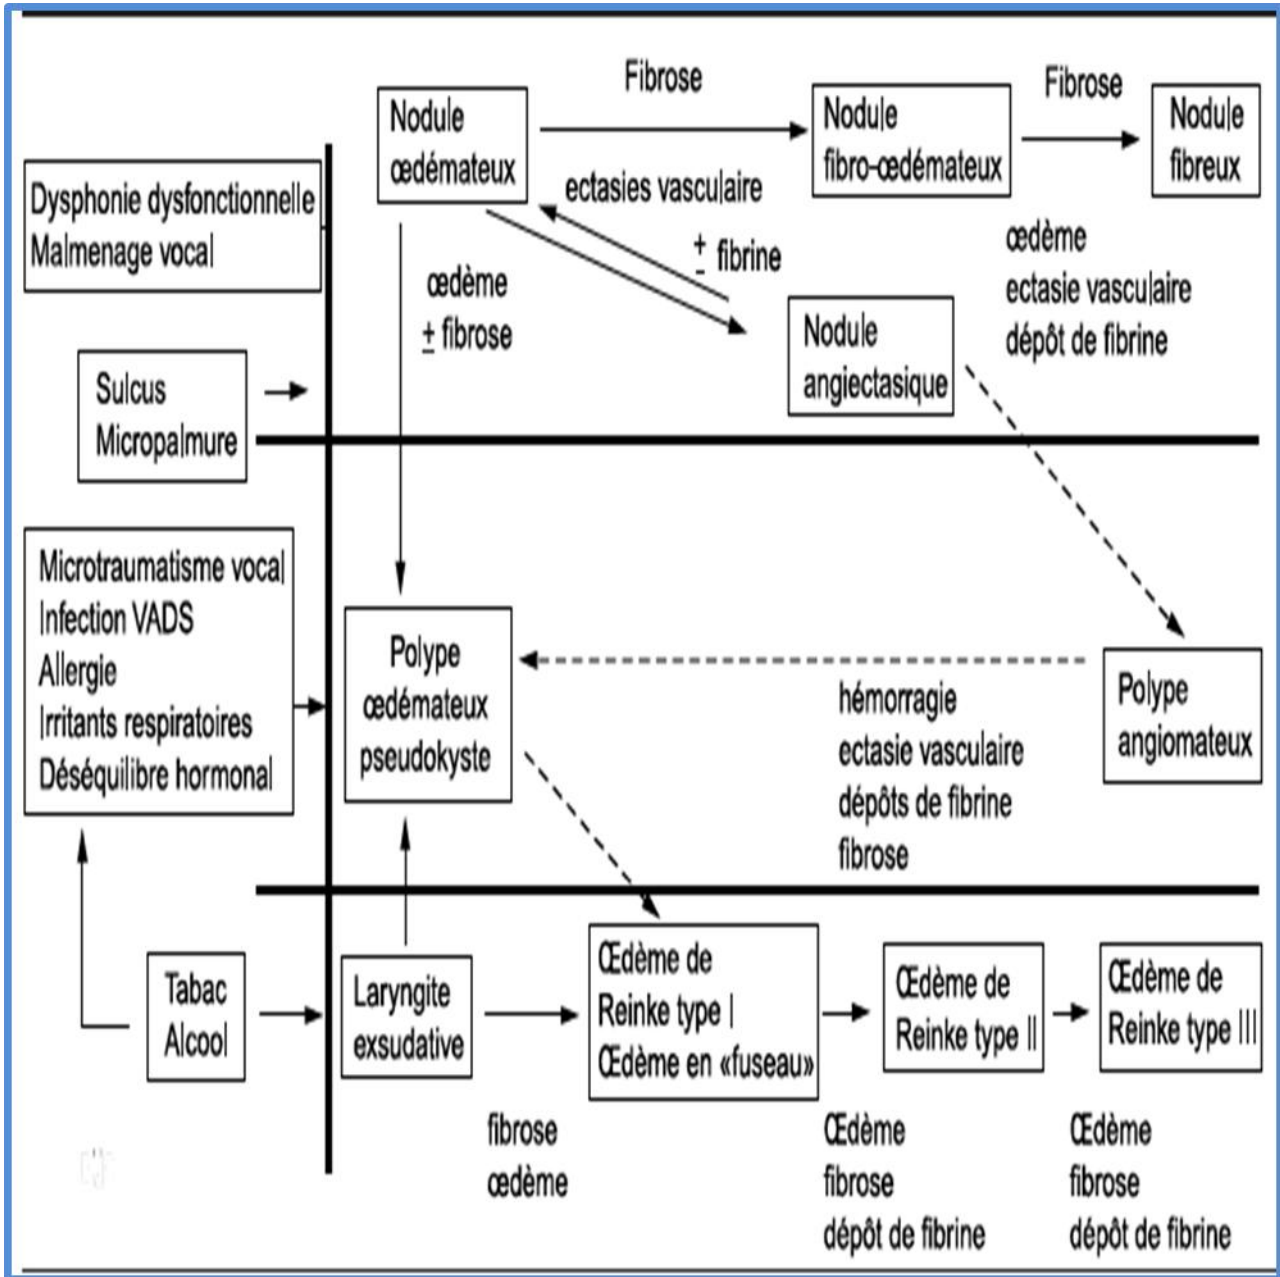 Fibrose
Fibrose
Nodule
œdémateux
Nodule
fibro-œdémateux
Nodule
fibreux
Dysphonie dysfonctionnelle
Malmenage vocal
ectasies vasculaire
± fibrine
œdème
± fibrose
œdème
ectasie vasculaire
dépôt de fibrine
Nodule
angiectasique
Sulcus
Micropalmure
Microtraumatisme vocal
Infection VADS
Allergie
Irritants respiratoires
Déséquilibre hormonal
Polype
œdémateux
pseudokyste
hémorragie
ectasie vasculaire
dépôts de fibrine
fibrose
Polype
angiomateux
Tabac
Alcool
Laryngite
exsudative
Œdème de
Reinke type I
Œdème en «fuseau»
Œdème de
Reinke type II
Œdème de
Reinke type III
fibrose
œdème
Œdème
fibrose
dépôt de fibrine
Œdème
fibrose
dépôt de fibrine